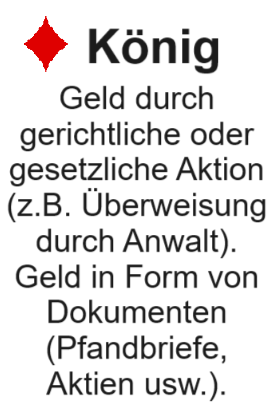 ♦ König
Geld durch
gerichtliche oder
gesetzliche Aktion
(z.B. Überweisung
durch Anwalt).
Geld in Form von
Dokumenten
(Pfandbriefe,
Aktien usw.).